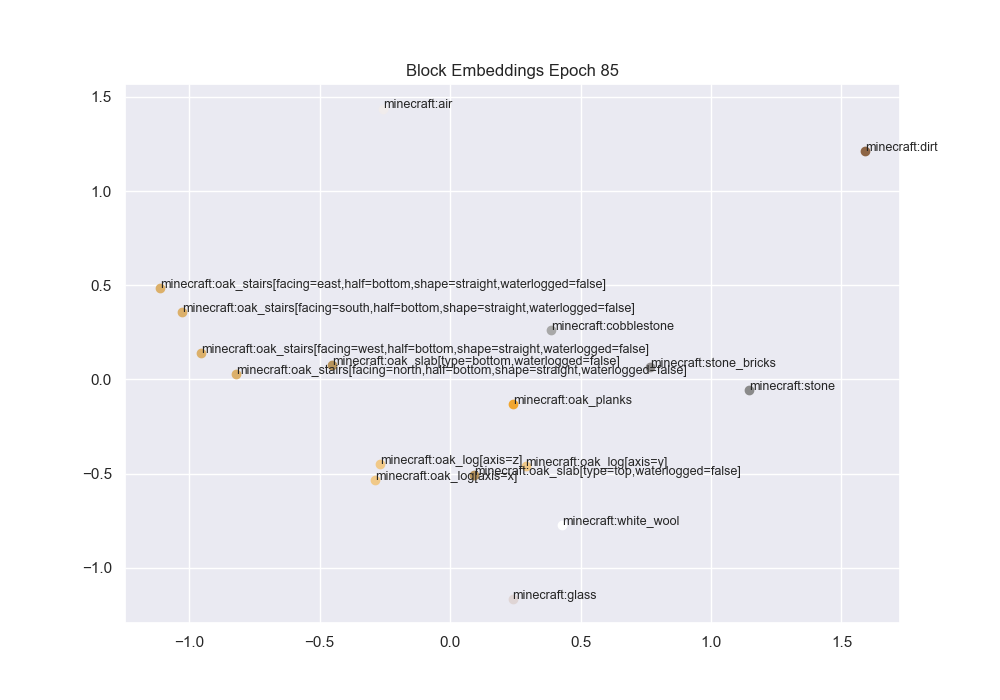 Block Embeddings Epoch 85
1.5
minecraft:air
minecraft:dirt
1.0
0.5
minecraft:oak_stairs[facing=east,half=bottom,shape=straight,waterlogged=false]
minecraft:oak_stairs[facing=south,half=bottom,shape=straight,waterlogged=false]
minecraft:cobblestone
minecraft:oak_stairs[facing=west,half=bottom,shape=straight,waterlogged=false]
minecraft:oak_slab[type=bottom,waterlogged=false]
minecraft:stone_bricks
minecraft:oak_stairs[facing=north,half=bottom,shape=straight,waterlogged=false]
0.0
minecraft:stone
minecraft:oak_planks
minecraft:oak_log[axis=z]
minecraft:oak_log[axis=y]
−0.5
minecraft:oak_slab[type=top,waterlogged=false]
minecraft:oak_log[axis=x]
minecraft:white_wool
−1.0
minecraft:glass
−1.0 −0.5 0.0 0.5 1.0 1.5